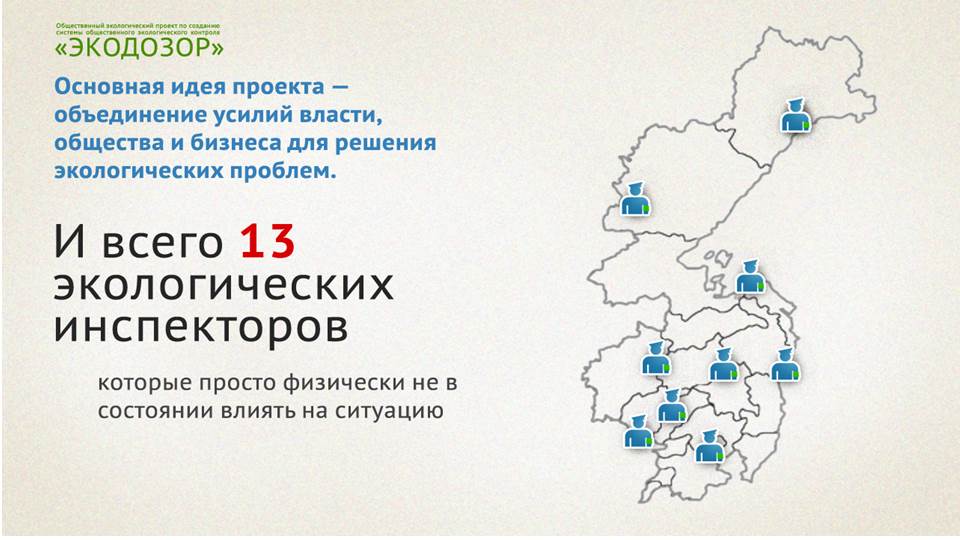 Общественный экологический проект по созданию
системы общественного экологического контроля
«ЭКОДОЗОР»
Основная идея проекта —
объединение усилий власти,
общества и бизнеса для решения
экологических проблем.
И всего 13
экологических
инспекторов
которые просто физически не в
состоянии влиять на ситуацию